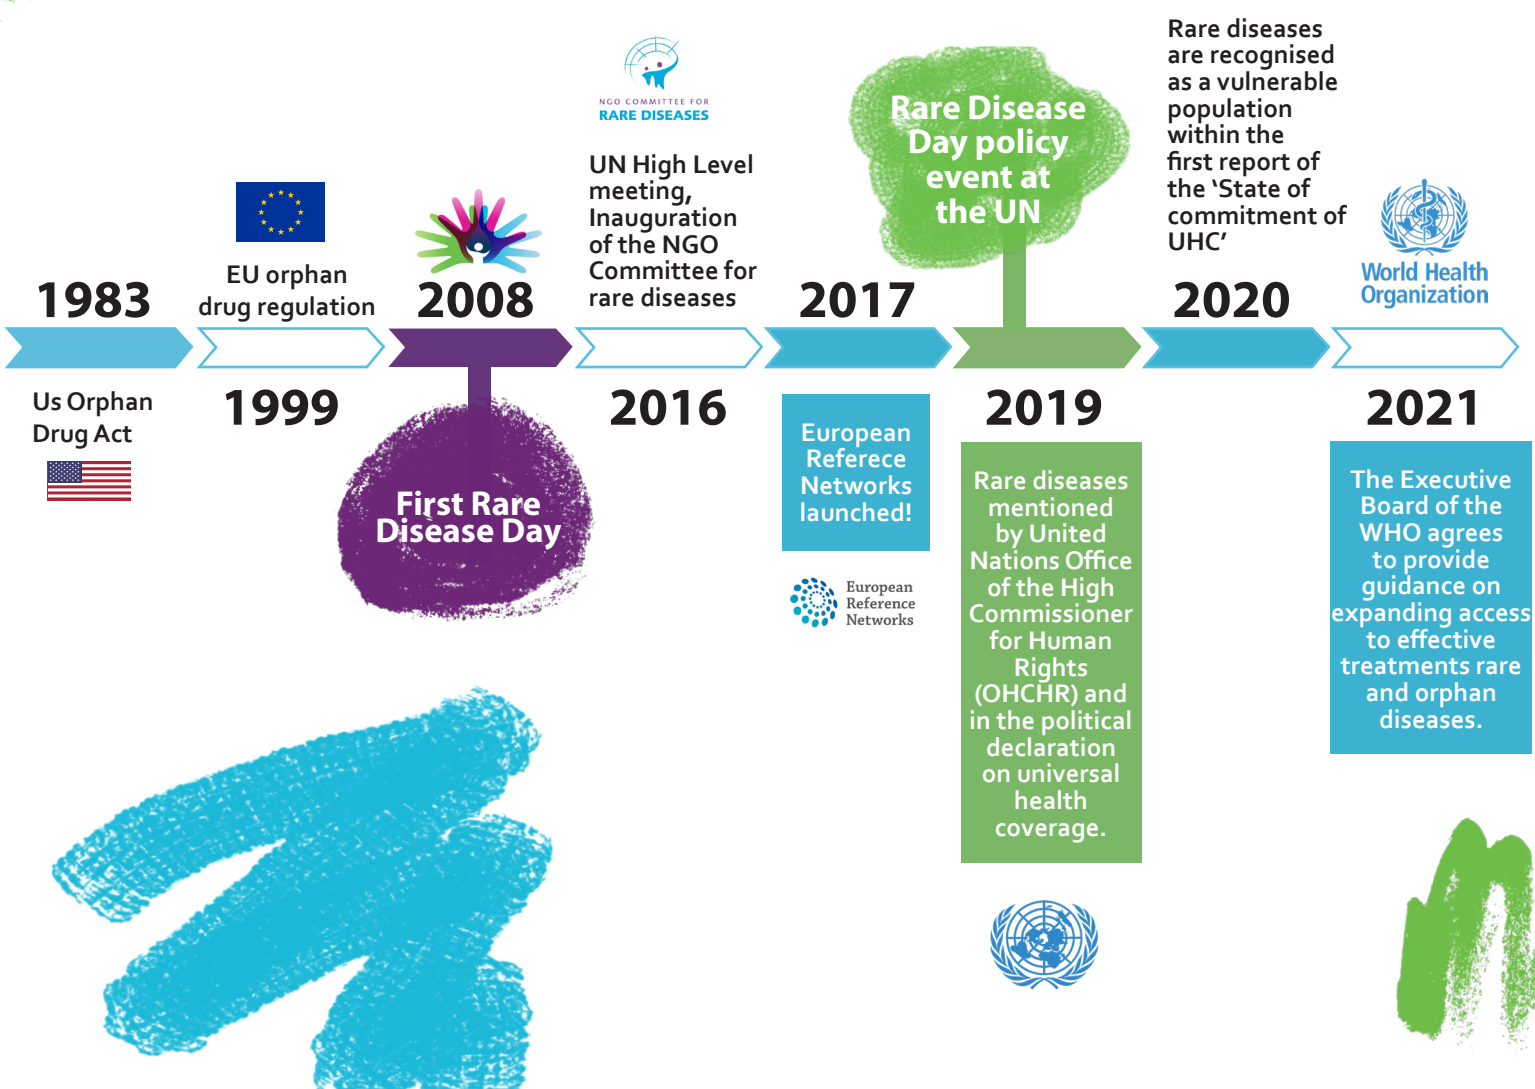 1983
Us Orphan
Drug Act
EU orphan
drug regulation
1999
2008
First Rare
Disease Day
NGO COMMITTEE FOR
RARE DISEASES
UN High Level
meeting,
Inauguration
of the NGO
Committee for
rare diseases
2016
2017
European
Referece
Networks
launched!
European
Reference
Networks
Rare Disease
Day policy
event at
the UN
2019
Rare diseases
mentioned
by United
Nations Office
of the High
Commissioner
for Human
Rights
(OHCHR) and
in the political
declaration
on universal
health
coverage.
Rare diseases
are recognised
as a vulnerable
population
within the
first report of
the ‘State of
commitment of
UHC’
2020
World Health
Organization
2021
The Executive
Board of the
WHO agrees
to provide
guidance on
expanding access
to effective
treatments rare
and orphan
diseases.